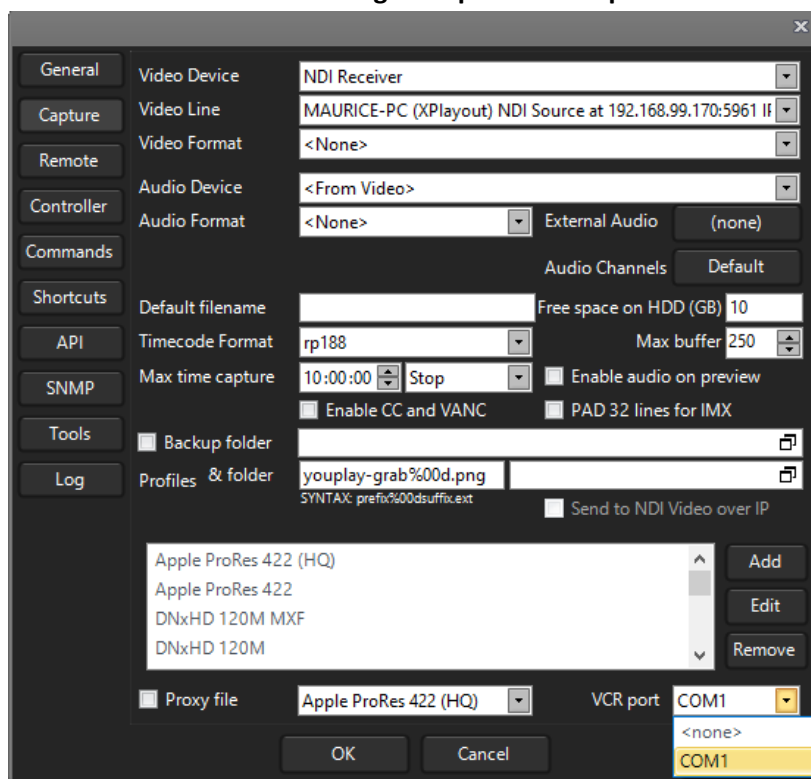 General
Capture
Remote
Controller
Commands
Shortcuts
API
SNMP
Tools
Log
Video Device NDI Receiver
Video Line MAURICE-PC (XPlayout) NDI Source at 192.168.99.170:5961
Video Format <None>
Audio Device <From Video>
Audio Format <None> External Audio (none)
Audio Channels Default
Default filename Free space on HDD (GB) 10
Timecode Format rp188 Max buffer 250
Max time capture 10:00:00 Stop Enable audio on preview
Enable CC and VANC PAD 32 lines for IMX
Backup folder
Profiles & folder youplay-grab%00d.png
SYNTAX: prefix%00dsuffix.ext
Send to NDI Video over IP
Apple ProRes 422 (HQ) Add
Apple ProRes 422
DNxHD 120M MXF Edit
DNxHD 120M Remove
Proxy file Apple ProRes 422 (HQ) VCR port COM1
<none>
COM1
OK Cancel